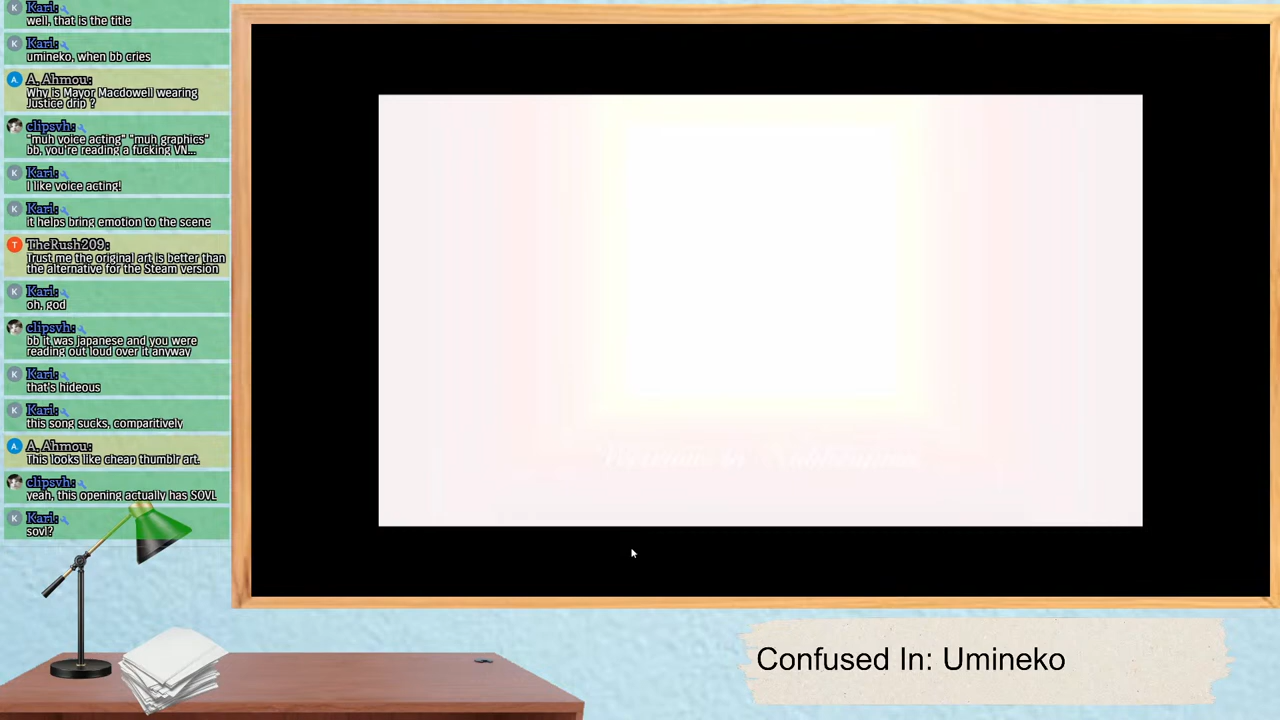 Kari:
well, that is the title
Kari:
umineko, when bb cries
A. Ahmou:
Why is Mayor Macdowell wearing
Justice drip ?
clipsvh:
"muh voice acting" "muh graphics"
bb, you're reading a fucking VN...
Kari:
I like voice acting!
Kari:
it helps bring emotion to the scene
TheRush209:
Trust me the original art is better than
the alternative for the Steam version
Kari:
oh, god
clipsvh:
bb it was japanese and you were
reading out loud over it anyway
Kari:
that's hideous
Kari:
this song sucks, comparitively
A. Ahmou:
This looks like cheap thumblr art.
clipsvh:
yeah, this opening actually has SOVL
Kari:
sovl?
Confused In: Umineko